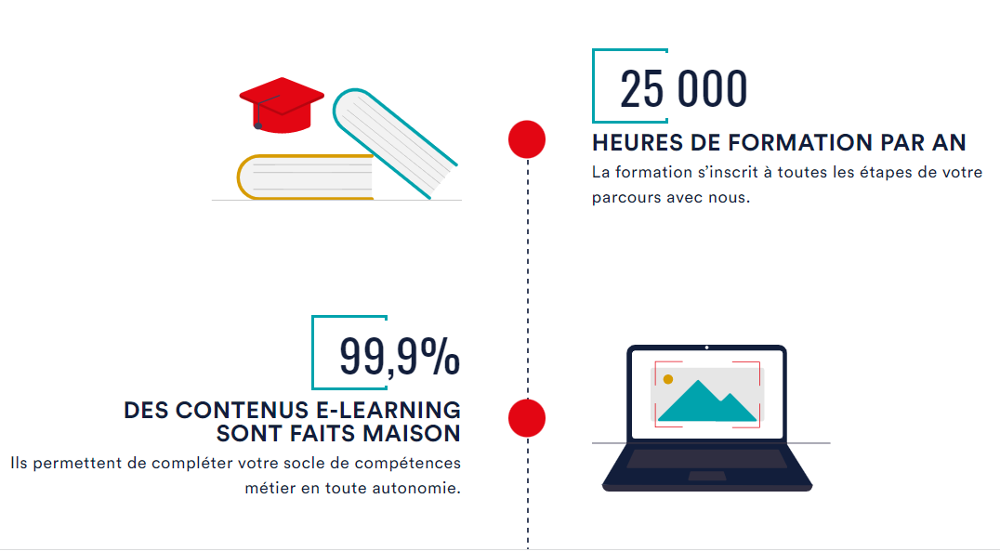 25 000
HEURES DE FORMATION PAR AN
La formation s’inscrit à toutes les étapes de votre
parcours avec nous.
99,9%
DES CONTENUS E-LEARNING
SONT FAITS MAISON
Ils permettent de compléter votre socle de compétences
métier en toute autonomie.